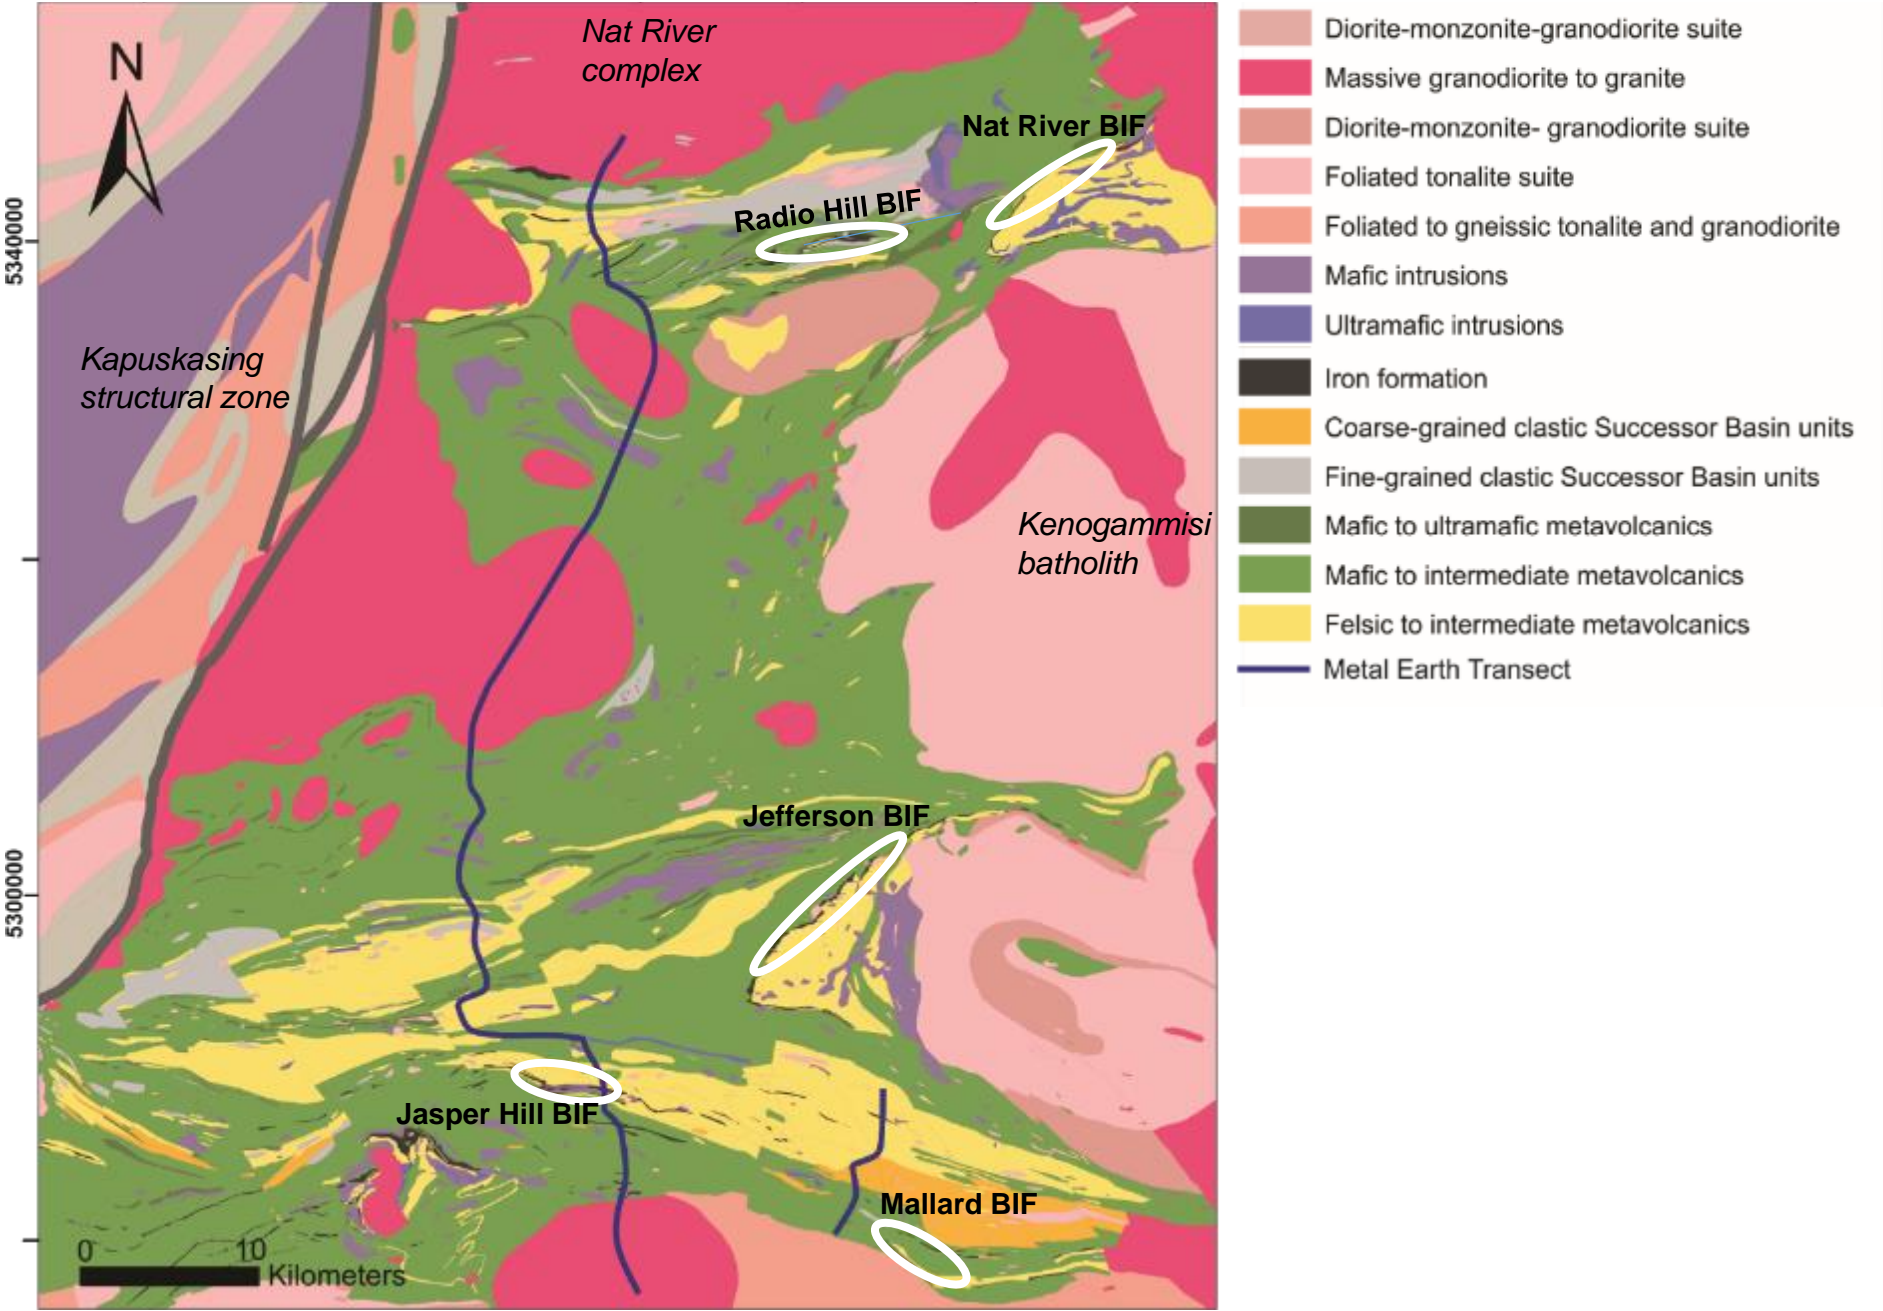 Nat River
complex
N
Nat River BIF
Radio Hill BIF
5340000
Kapuskasing
structural zone
Kenogammisi
batholith
Jefferson BIF
5300000
Jasper Hill BIF
Mallard BIF
0 10
Kilometers
Diorite-monzonite-granodiorite suite
Massive granodiorite to granite
Diorite-monzonite- granodiorite suite
Foliated tonalite suite
Foliated to gneissic tonalite and granodiorite
Mafic intrusions
Ultramafic intrusions
Iron formation
Coarse-grained clastic Successor Basin units
Fine-grained clastic Successor Basin units
Mafic to ultramafic metavolcanics
Mafic to intermediate metavolcanics
Felsic to intermediate metavolcanics
Metal Earth Transect